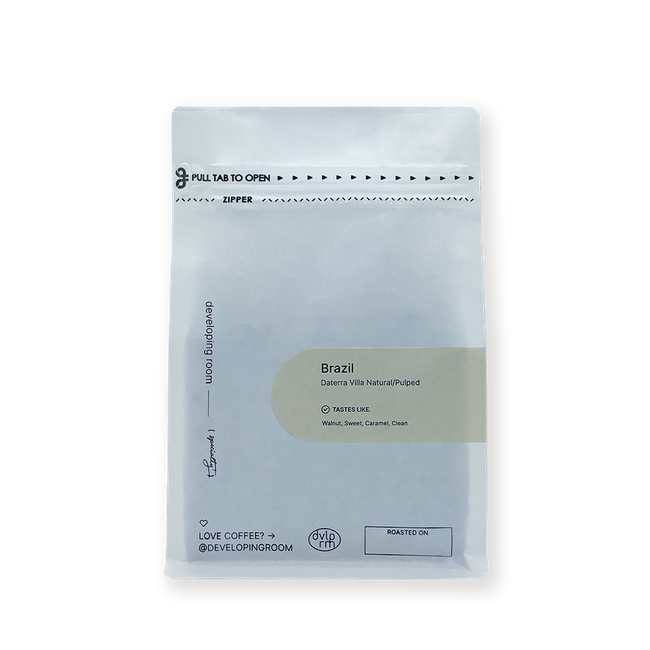 PULL TAB TO OPEN
ZIPPER
developing room
(specialty)
Brazil
Daterra Villa Natural/Pulped
TASTES LIKE.
Walnut, Sweet, Caramel, Clean
LOVE COFFEE? →
@DEVELOPINGROOM
dvlp
rm
ROASTED ON: